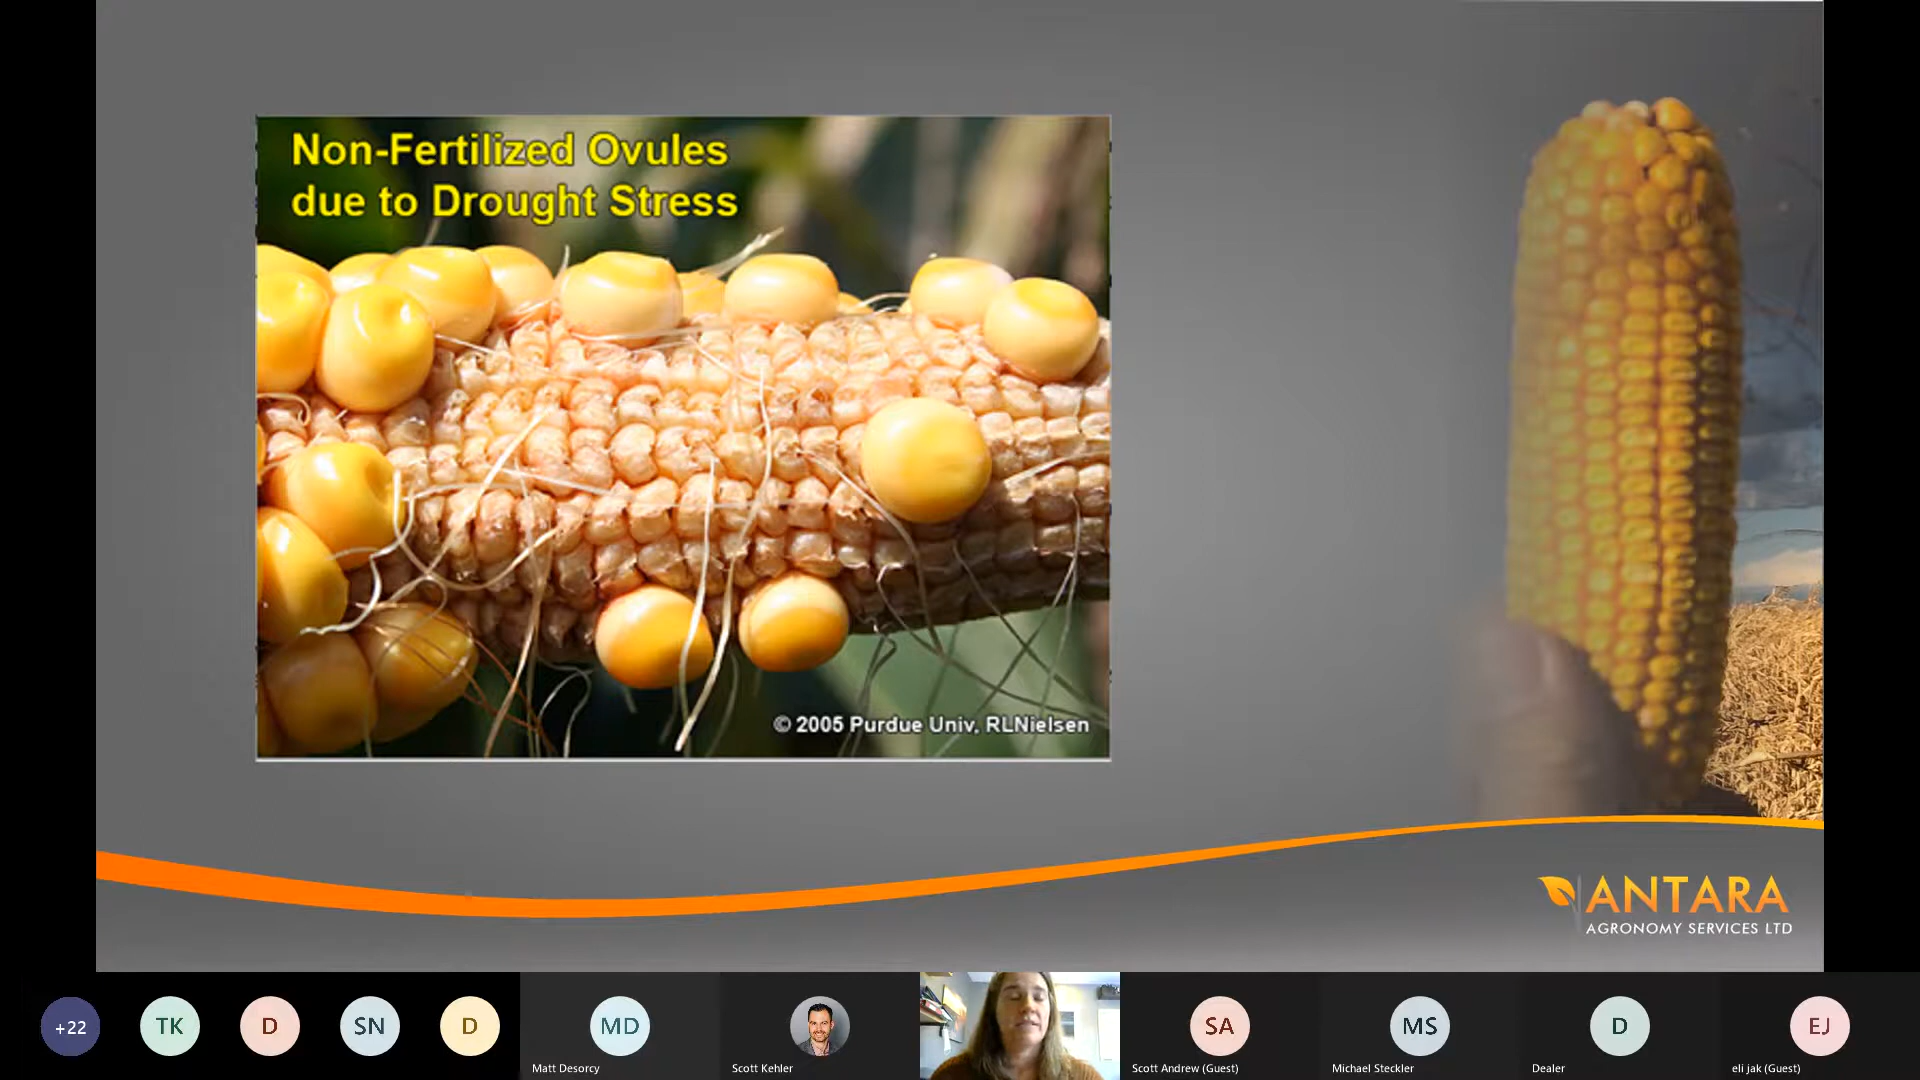 Non-Fertilized Ovules
due to Drought Stress
© 2005 Purdue Univ, RLNielsen
ANTARA
AGRONOMY SERVICES LTD
+22
TK
D
SN
D
MD
SA
MS
D
EJ
Matt Desorcy
Scott Kehler
Scott Andrew (Guest)
Michael Steckler
Dealer
eli jak (Guest)